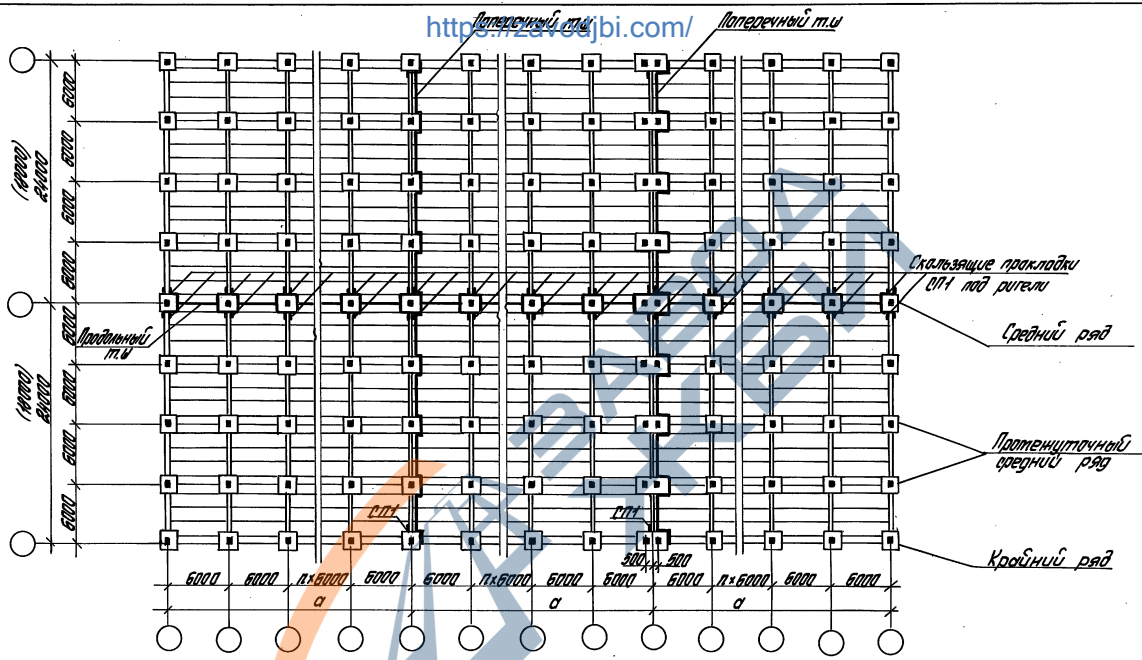 https://zavodjbi.com/
Поперечный т.ш
Поперечный т.ш
6000
6000
6000
6000
(18000)
24000
Продольный
т.ш
6000
6000
6000
6000
(18000)
24000
Скользящие прокладки
СП1 под ригели
Средний ряд
Промежуточный
средний ряд
Крайний ряд
СП1
СП1
500 500
6000 6000 п×6000 6000 6000 п×6000 6000 6000 6000 п×6000 6000 6000
а а а
ЗАВОД
ЖБИ